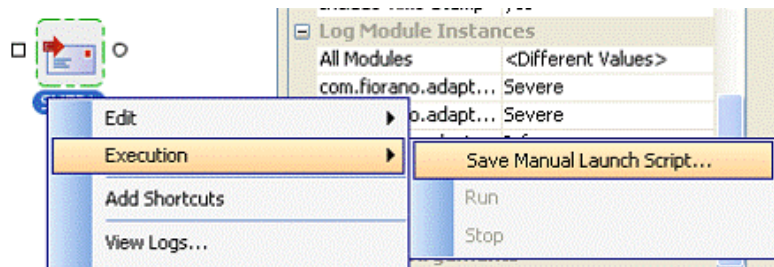 Log Module Instances
All Modules <Different Values>
com.fiorano.adapt... Severe
o.adapt... Severe
Edit
Execution
Save Manual Launch Script...
Add Shortcuts
Run
View Logs...
Stop